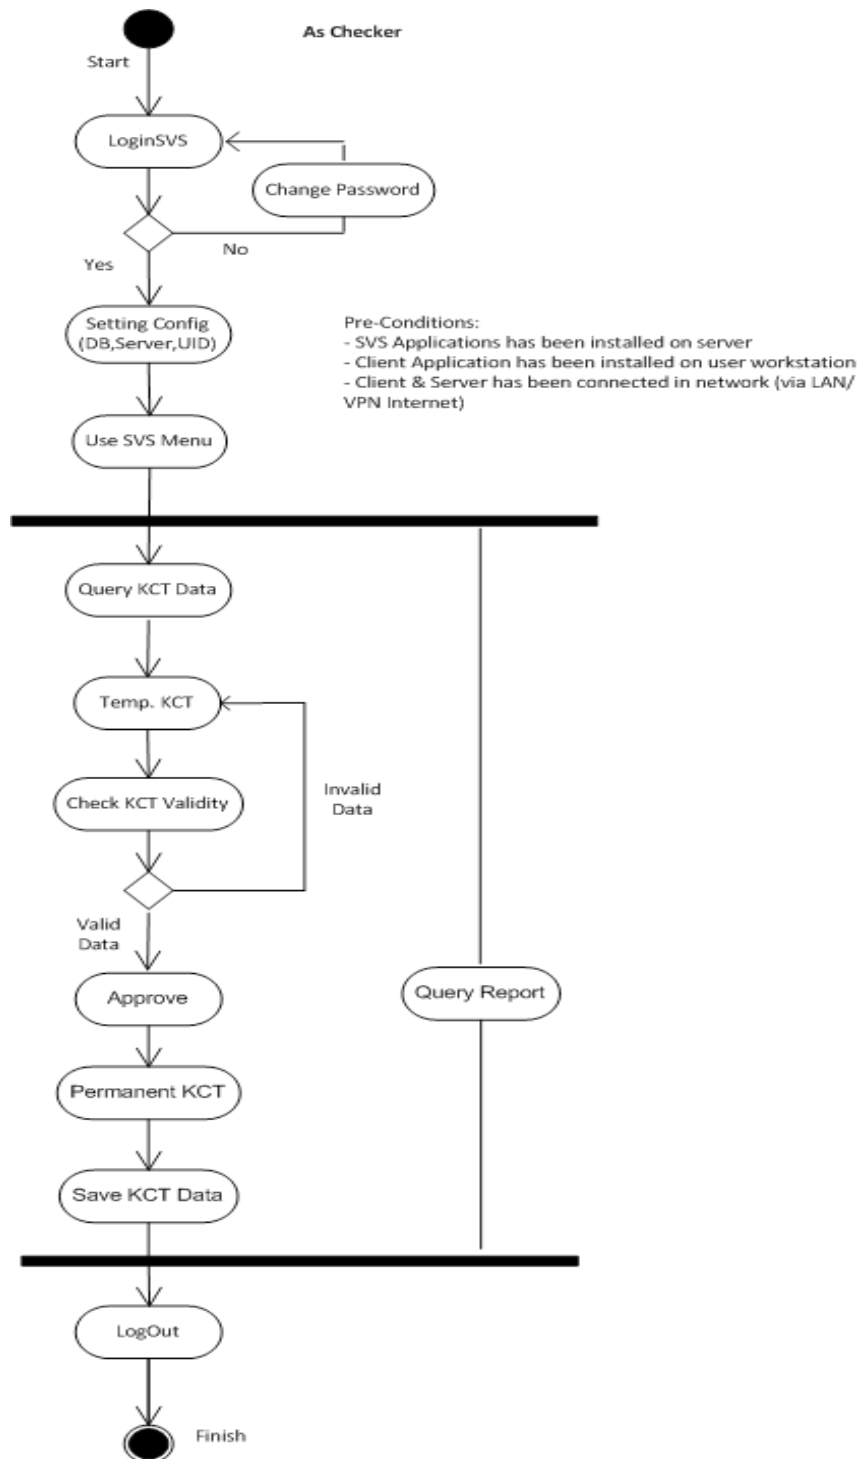 As Checker
Start
LoginSVS
Change Password
No
Yes
Setting Config
(DB,Server,UID)
Pre-Conditions:
- SVS Applications has been installed on server
- Client Application has been installed on user workstation
- Client & Server has been connected in network (via LAN/
VPN Internet)
Use SVS Menu
Query KCT Data
Temp. KCT
Check KCT Validity
Invalid
Data
Valid
Data
Approve
Query Report
Permanent KCT
Save KCT Data
LogOut
Finish